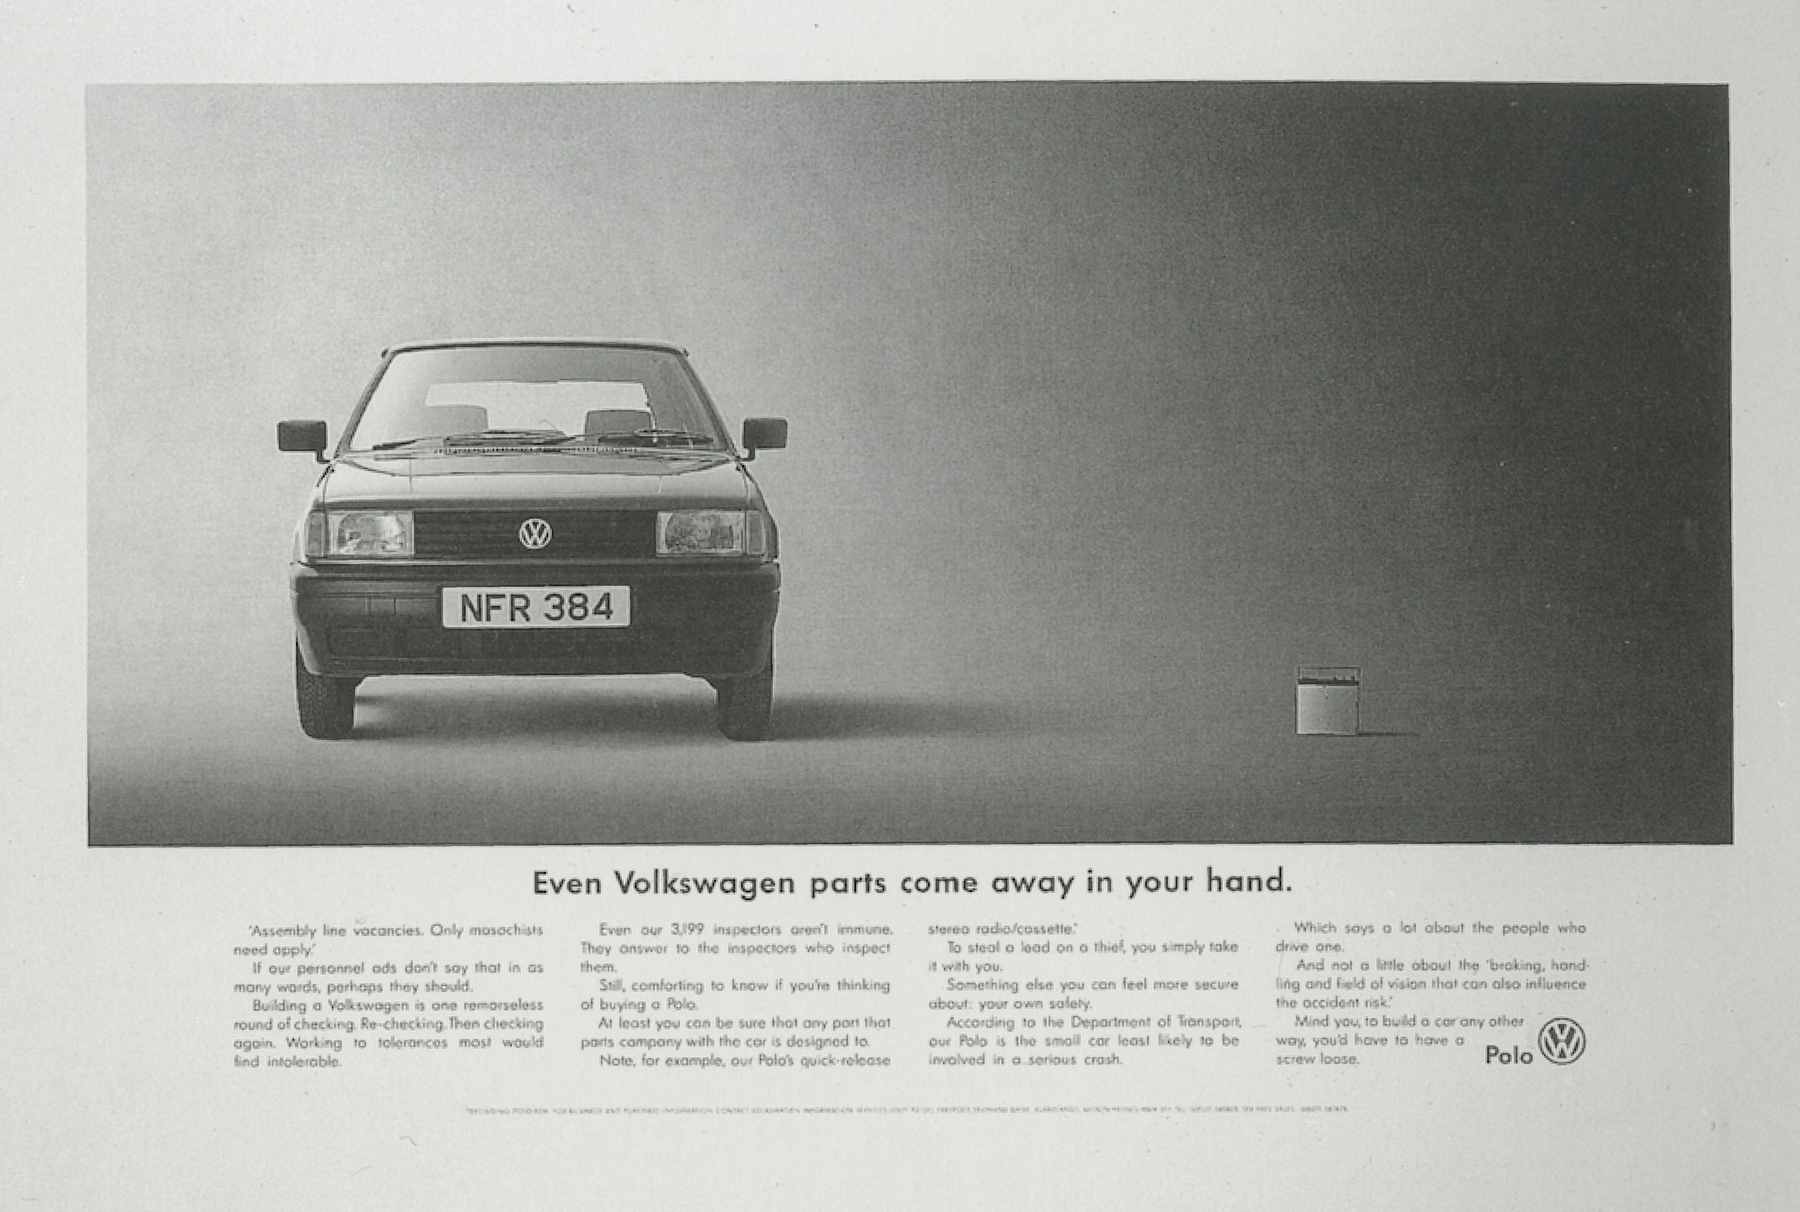 NFR 384
Even Volkswagen parts come away in your hand.
'Assembly line vacancies. Only masochists
need apply.'
If our personnel ads don't say that in as
many words, perhaps they should.
Building a Volkswagen is one remorseless
round of checking. Re-checking. Then checking
again. Working to tolerances most would
find intolerable.
Even our 3,199 inspectors aren't immune.
They answer to the inspectors who inspect
them.
Still, comforting to know if you're thinking
of buying a Polo.
At least you can be sure that any part that
parts company with the car is designed to.
Note, for example, our Polo's quick-release
stereo radio/cassette.*
To steal a lead on a thief, you simply take
it with you.
Something else you can feel more secure
about: your own safety.
According to the Department of Transport,
our Polo is the small car least likely to be
involved in a serious crash.
Which says a lot about the people who
drive one.
And not a little about the 'braking, hand-
ling and field of vision that can also influence
the accident risk.'
Mind you, to build a car any other
way, you'd have to have a
screw loose.
Polo